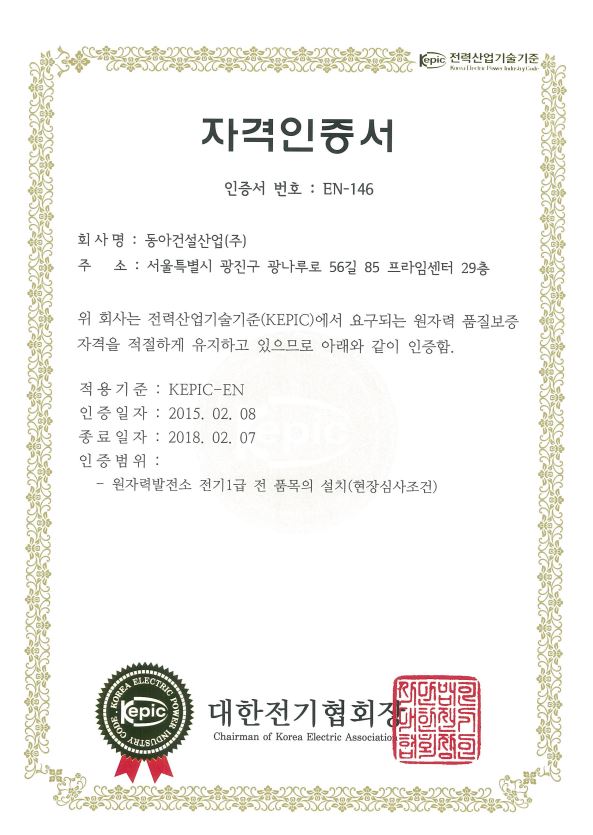 Kepic 전력산업기술기준
Korea Electric Power Industry Code
자격인증서
인증서 번호 : EN-146
회사명 : 동아건설산업(주)
주 소 : 서울특별시 광진구 광나루로 56길 85 프라임센터 29층
위 회사는 전력산업기술기준(KEPIC)에서 요구되는 원자력 품질보증
자격을 적절하게 유지하고 있으므로 아래와 같이 인증함.
적용기준 : KEPIC-EN
인증일자 : 2015. 02. 08
종료일자 : 2018. 02. 07
인증범위 :
- 원자력발전소 전기1급 전 품목의 설치(현장심사조건)
Kepic
KOREA ELECTRIC POWER INDUSTRY CODE
Kepic
대한전기협회장
Chairman of Korea Electric Association